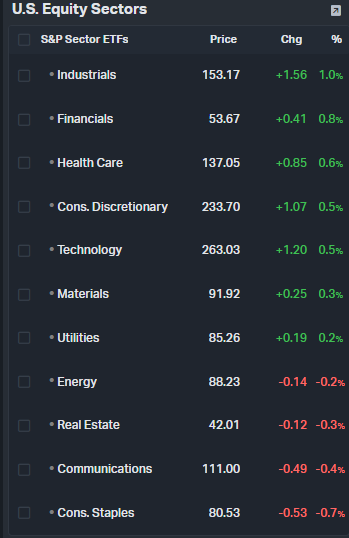 U.S. Equity Sectors
S&P Sector ETFs Price Chg %
• Industrials 153.17 +1.56 1.0%
• Financials 53.67 +0.41 0.8%
• Health Care 137.05 +0.85 0.6%
• Cons. Discretionary 233.70 +1.07 0.5%
• Technology 263.03 +1.20 0.5%
• Materials 91.92 +0.25 0.3%
• Utilities 85.26 +0.19 0.2%
• Energy 88.23 -0.14 -0.2%
• Real Estate 42.01 -0.12 -0.3%
• Communications 111.00 -0.49 -0.4%
• Cons. Staples 80.53 -0.53 -0.7%